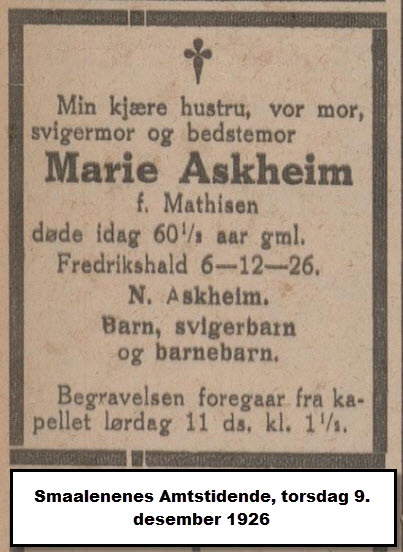 Min kjære hustru, vor mor,
svigermor og bedstemor
Marie Askheim
f. Mathisen
døde idag 60½ aar gml.
Fredrikshald 6—12—26.
N. Askheim.
Barn, svigerbarn
og barnebarn.
Begravelsen foregaar fra ka-
pellet lørdag 11 ds. kl. 1½.
Smaalenenes Amtstidende, torsdag 9.
desember 1926